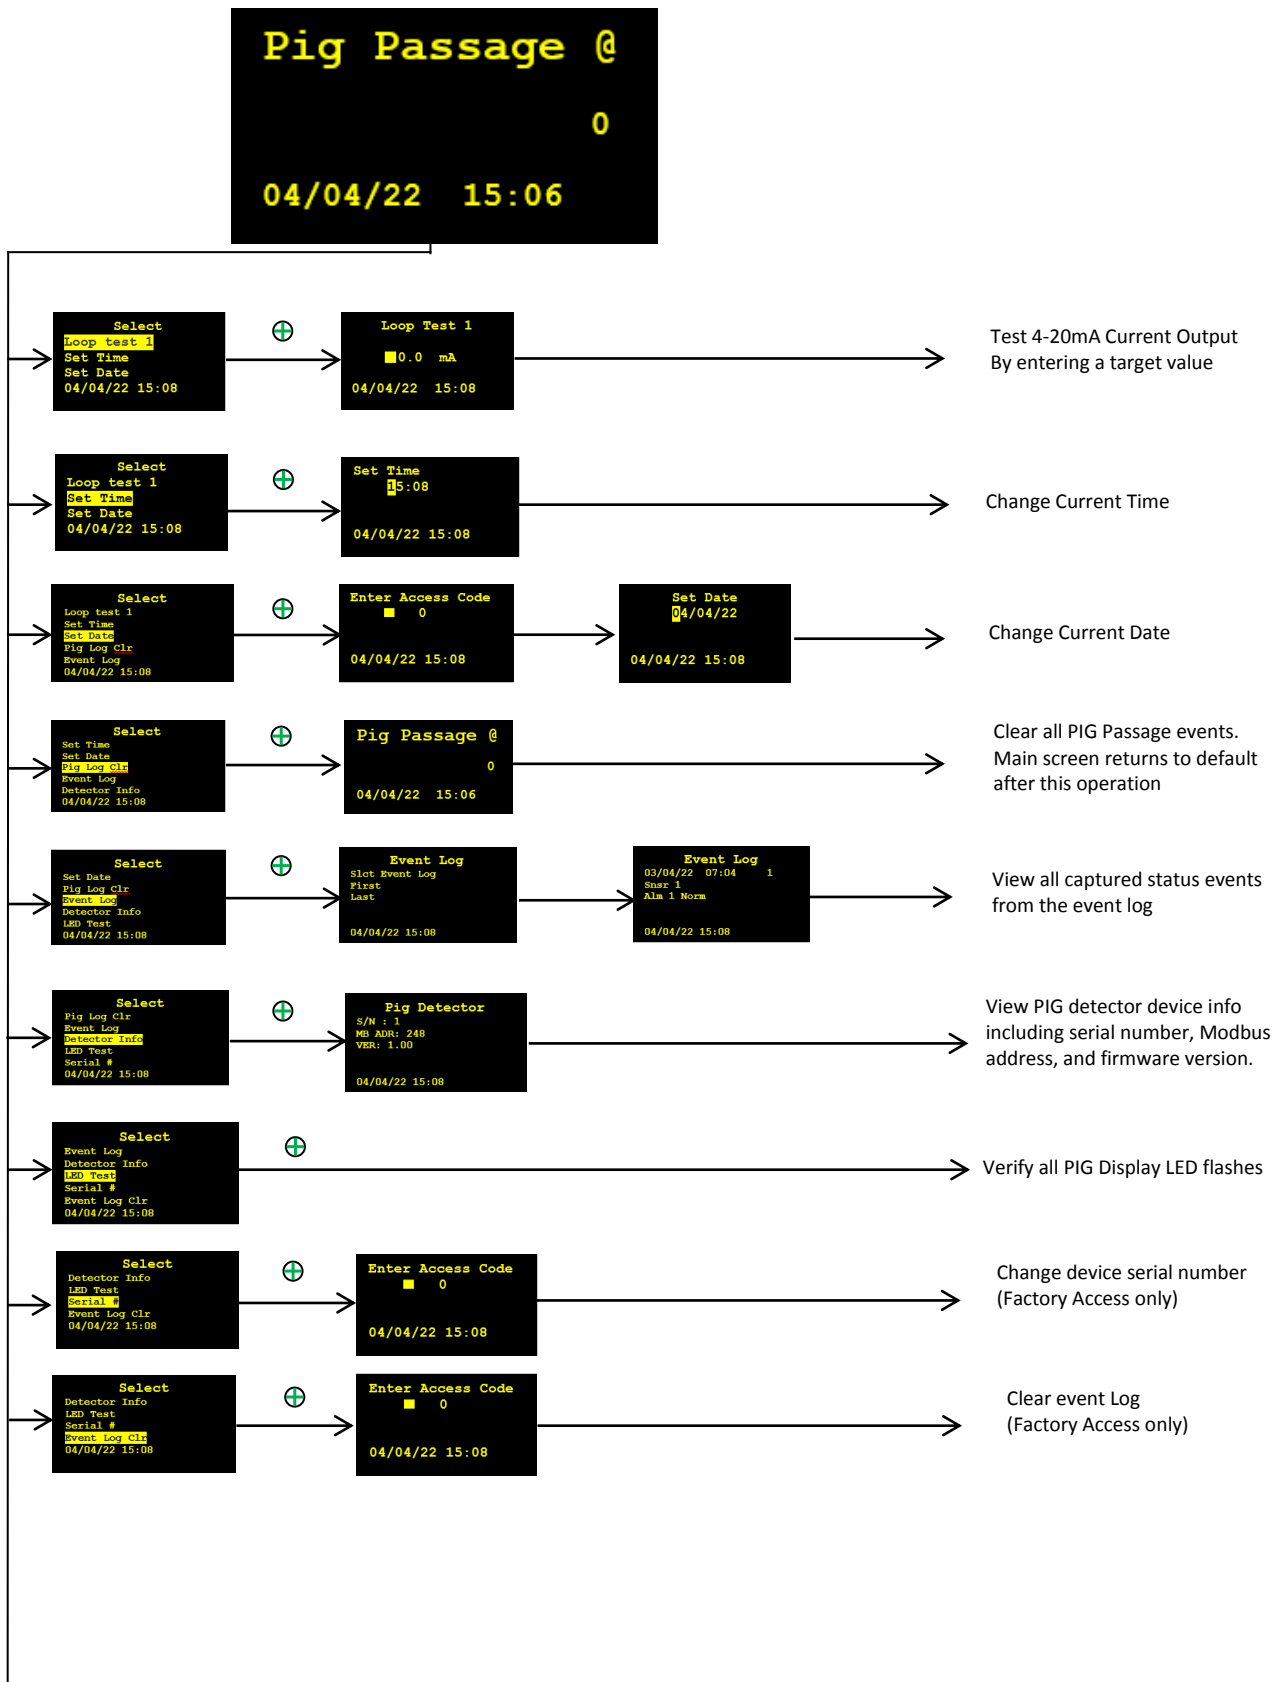 Pig Passage @
0
04/04/22 15:06
Select
Loop test 1
Set Time
Set Date
04/04/22 15:08
Loop Test 1
0.0 mA
04/04/22 15:08
Test 4-20mA Current Output
By entering a target value
Select
Loop test 1
Set Time
Set Date
04/04/22 15:08
Set Time
15:08
04/04/22 15:08
Change Current Time
Select
Loop test 1
Set Time
Set Date
Pig Log Clr
Event Log
04/04/22 15:08
Enter Access Code
0
04/04/22 15:08
Set Date
04/04/22
04/04/22 15:08
Change Current Date
Select
Set Time
Set Date
Pig Log Clr
Event Log
Detector Info
04/04/22 15:08
Pig Passage @
0
04/04/22 15:06
Clear all PIG Passage events.
Main screen returns to default
after this operation
Select
Set Date
Pig Log Clr
Event Log
Detector Info
LED Test
04/04/22 15:08
Event Log
Slct Event Log
First
Last
04/04/22 15:08
Event Log
03/04/22 07:04 1
Snsr 1
Alm 1 Norm
04/04/22 15:08
View all captured status events
from the event log
Select
Pig Log Clr
Event Log
Detector Info
LED Test
Serial #
04/04/22 15:08
Pig Detector
S/N : 1
MB ADR: 248
VER: 1.00
04/04/22 15:08
View PIG detector device info
including serial number, Modbus
address, and firmware version.
Select
Event Log
Detector Info
LED Test
Serial #
Event Log Clr
04/04/22 15:08
Verify all PIG Display LED flashes
Select
Detector Info
LED Test
Serial #
Event Log Clr
04/04/22 15:08
Enter Access Code
0
04/04/22 15:08
Change device serial number
(Factory Access only)
Select
Detector Info
LED Test
Serial #
Event Log Clr
04/04/22 15:08
Enter Access Code
0
04/04/22 15:08
Clear event Log
(Factory Access only)